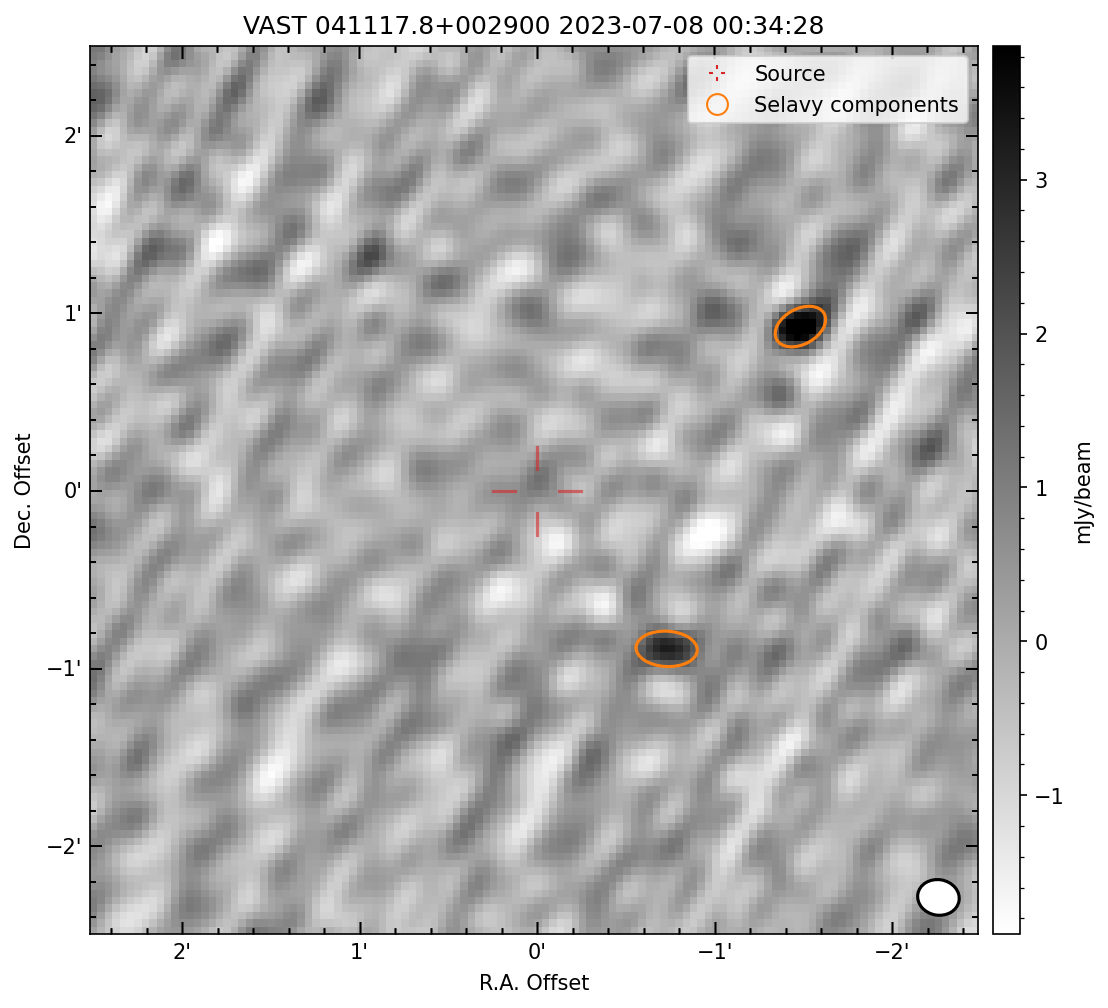 VAST 041117.8+002900 2023-07-08 00:34:28
Source
Selavy components
2'
1'
0'
−1'
−2'
Dec. Offset
2'
1'
0'
−1'
−2'
R.A. Offset
3
2
1
0
−1
mJy/beam